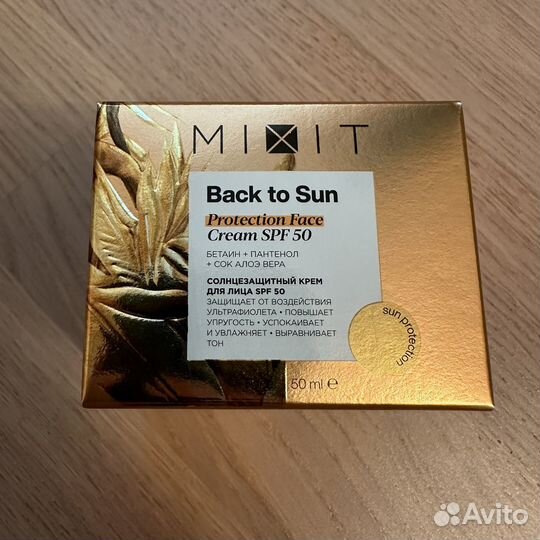 MIXIT
Back to Sun
Protection Face
Cream SPF 50
БЕТАИН + ПАНТЕНОЛ
+ СОК АЛОЭ ВЕРА
СОЛНЦЕЗАЩИТНЫЙ КРЕМ
ДЛЯ ЛИЦА SPF 50
ЗАЩИЩАЕТ ОТ ВОЗДЕЙСТВИЯ
УЛЬТРАФИОЛЕТА • ПОВЫШАЕТ
УПРУГОСТЬ • УСПОКАИВАЕТ
И УВЛАЖНЯЕТ • ВЫРАВНИВАЕТ
ТОН
sun protection
50 ml ℮
Avito